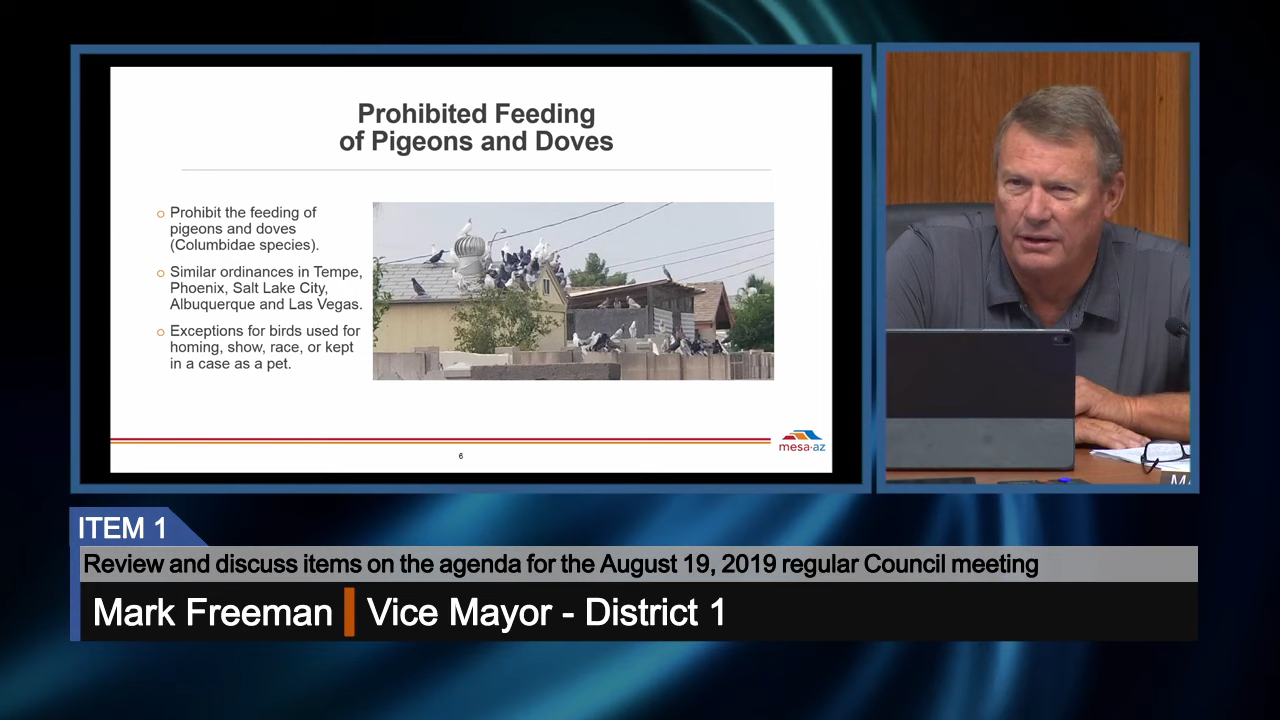 Prohibited Feeding
of Pigeons and Doves
Prohibit the feeding of
pigeons and doves
(Columbidae species).
Similar ordinances in Tempe,
Phoenix, Salt Lake City,
Albuquerque and Las Vegas.
Exceptions for birds used for
homing, show, race, or kept
in a case as a pet.
mesa·az
6
ITEM 1
Review and discuss items on the agenda for the August 19, 2019 regular Council meeting
Mark Freeman
Vice Mayor - District 1